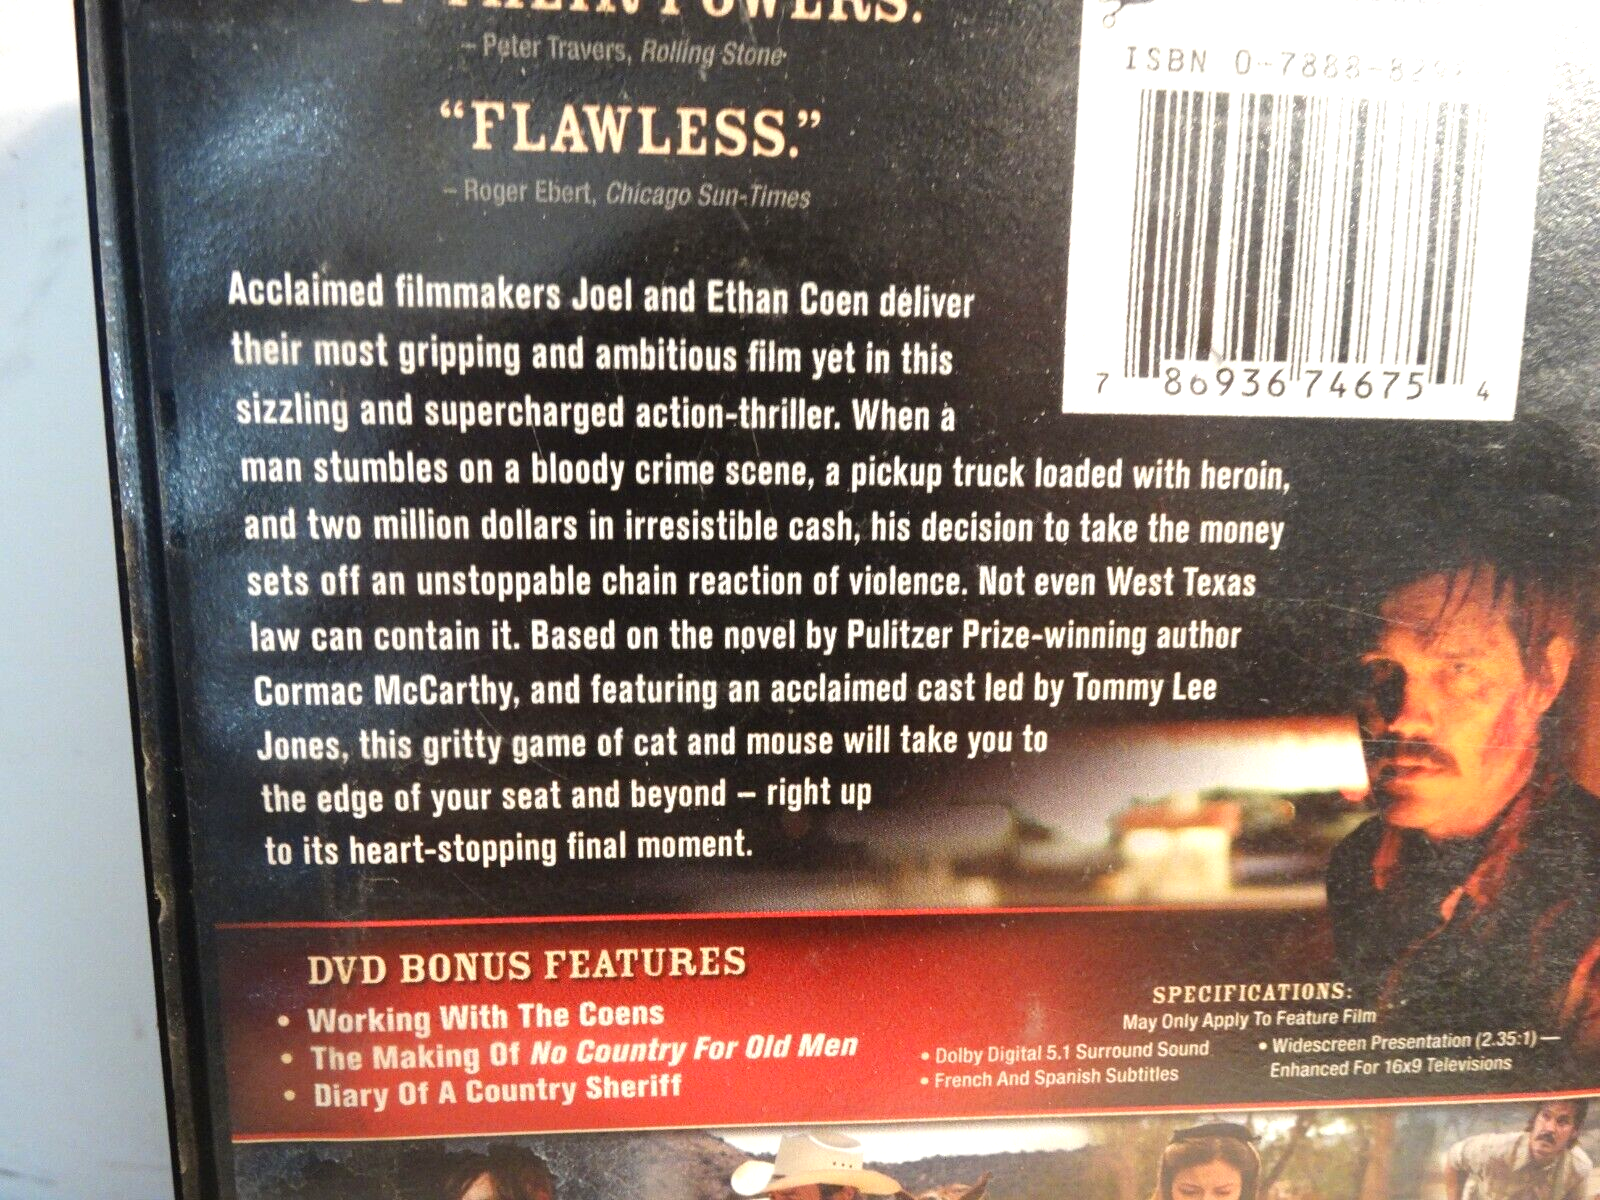 THEIR POWERS.
– Peter Travers, Rolling Stone
“FLAWLESS.”
– Roger Ebert, Chicago Sun-Times
ISBN 0-7888-
7 86936 74675 4
Acclaimed filmmakers Joel and Ethan Coen deliver
their most gripping and ambitious film yet in this
sizzling and supercharged action-thriller. When a
man stumbles on a bloody crime scene, a pickup truck loaded with heroin,
and two million dollars in irresistible cash, his decision to take the money
sets off an unstoppable chain reaction of violence. Not even West Texas
law can contain it. Based on the novel by Pulitzer Prize-winning author
Cormac McCarthy, and featuring an acclaimed cast led by Tommy Lee
Jones, this gritty game of cat and mouse will take you to
the edge of your seat and beyond – right up
to its heart-stopping final moment.
DVD BONUS FEATURES
• Working With The Coens
• The Making Of No Country For Old Men
• Diary Of A Country Sheriff
SPECIFICATIONS:
May Only Apply To Feature Film
• Dolby Digital 5.1 Surround Sound
• French And Spanish Subtitles
• Widescreen Presentation (2.35:1) —
Enhanced For 16x9 Televisions